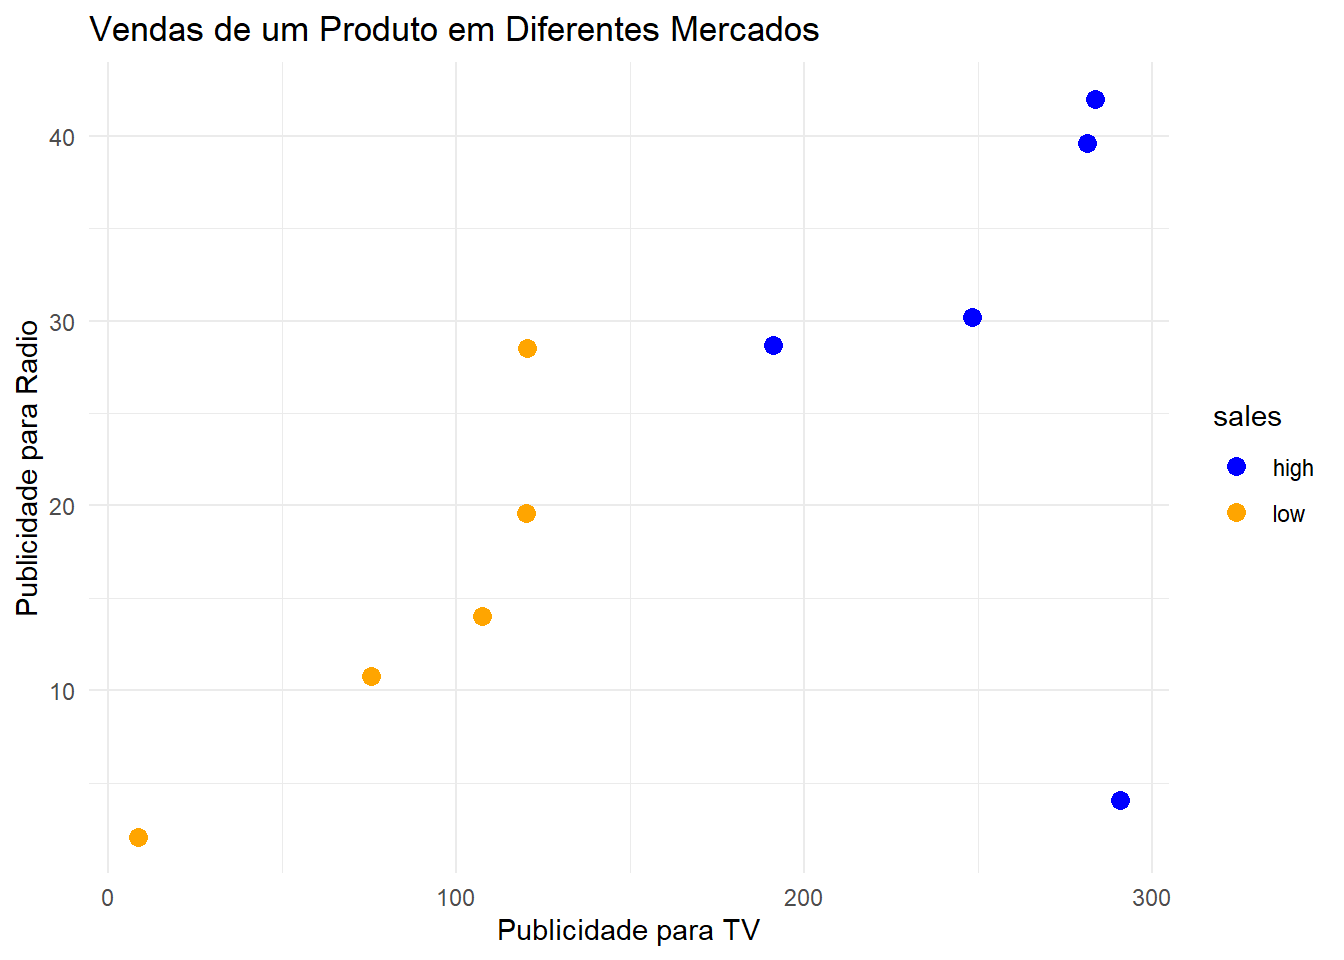 Vendas de um Produto em Diferentes Mercados
Publicidade para Radio
40
30
20
10
0
100
200
300
Publicidade para TV
sales
high
low